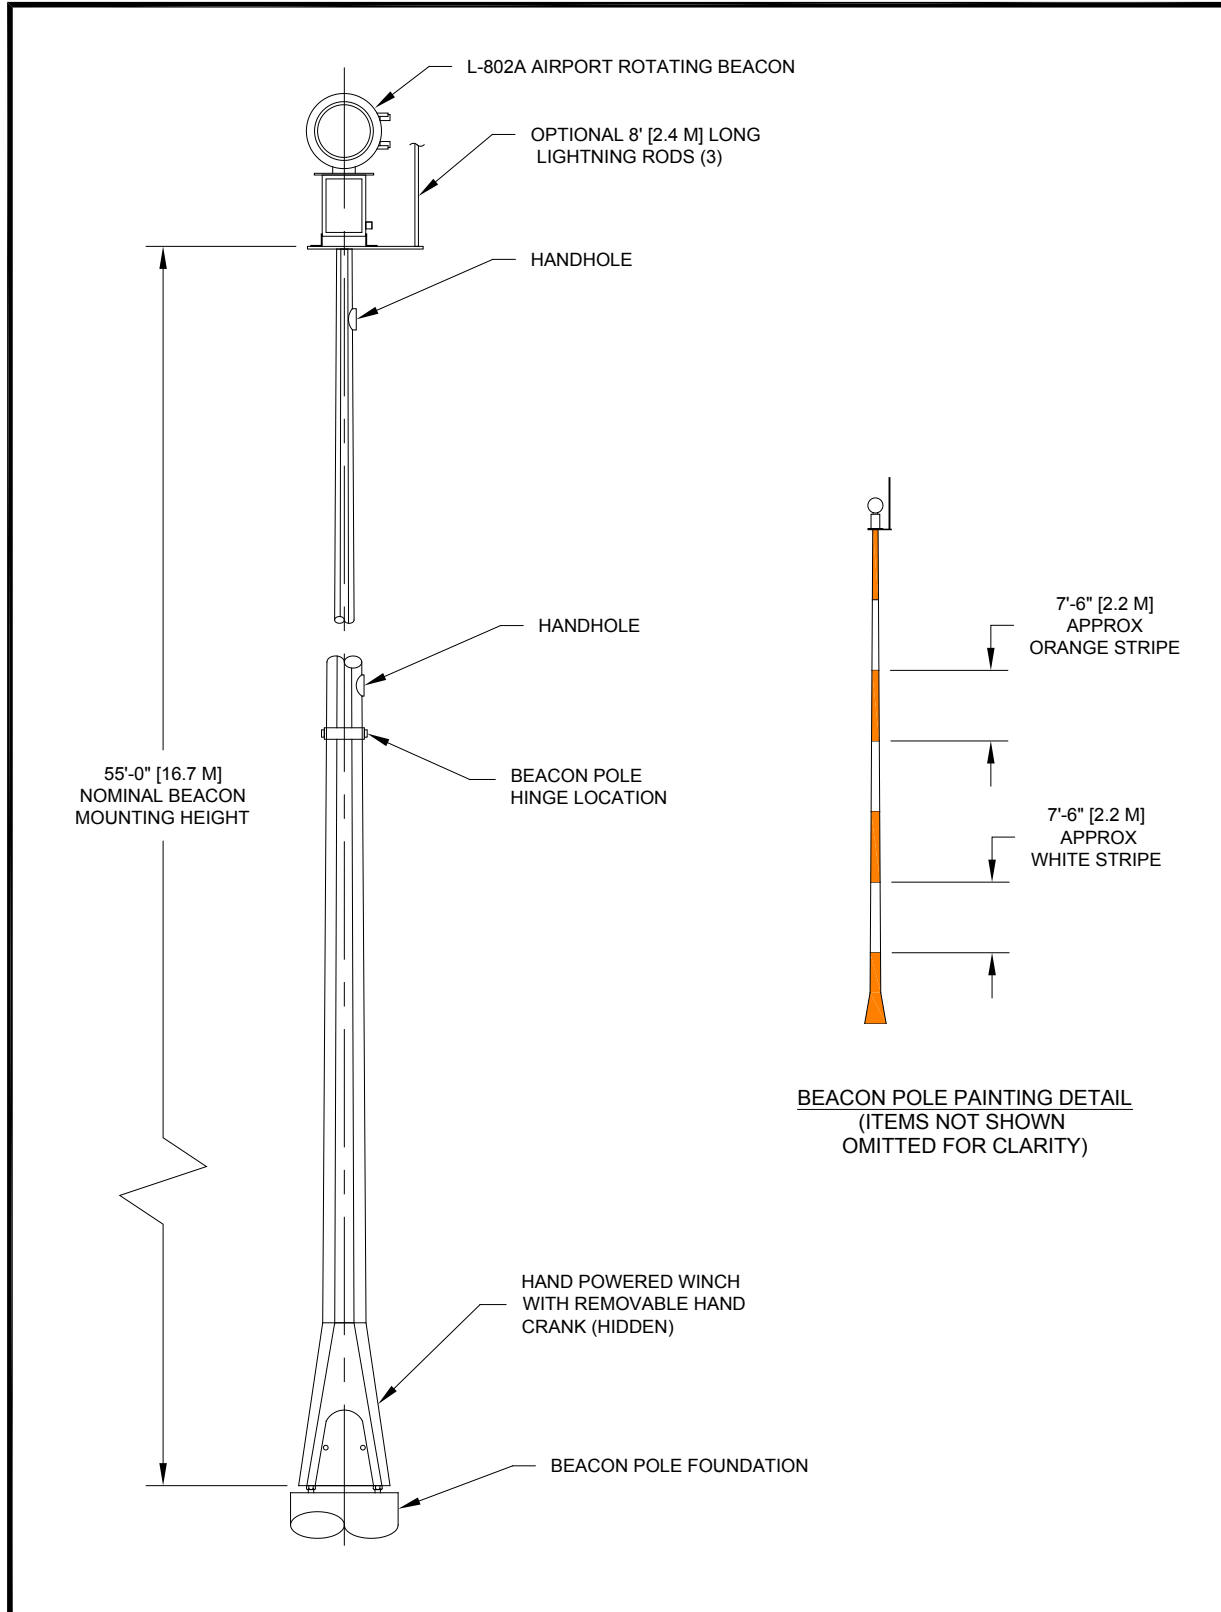 L-802A AIRPORT ROTATING BEACON
OPTIONAL 8' [2.4 M] LONG
LIGHTNING RODS (3)
HANDHOLE
HANDHOLE
55'-0" [16.7 M]
NOMINAL BEACON
MOUNTING HEIGHT
BEACON POLE
HINGE LOCATION
HAND POWERED WINCH
WITH REMOVABLE HAND
CRANK (HIDDEN)
BEACON POLE FOUNDATION
7'-6" [2.2 M]
APPROX
ORANGE STRIPE
7'-6" [2.2 M]
APPROX
WHITE STRIPE
BEACON POLE PAINTING DETAIL
(ITEMS NOT SHOWN
OMITTED FOR CLARITY)